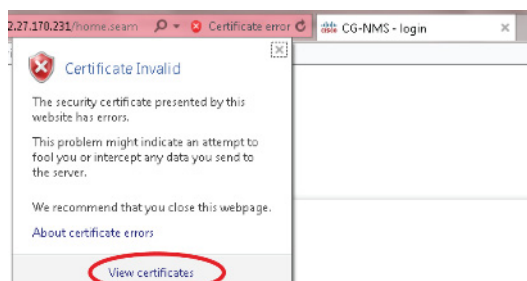 2.27.170.231/home.seam Certificate error CG-NMS - login
Certificate Invalid
The security certificate presented by this
website has errors.
This problem might indicate an attempt to
fool you or intercept any data you send to
the server.
We recommend that you close this webpage.
About certificate errors
View certificates